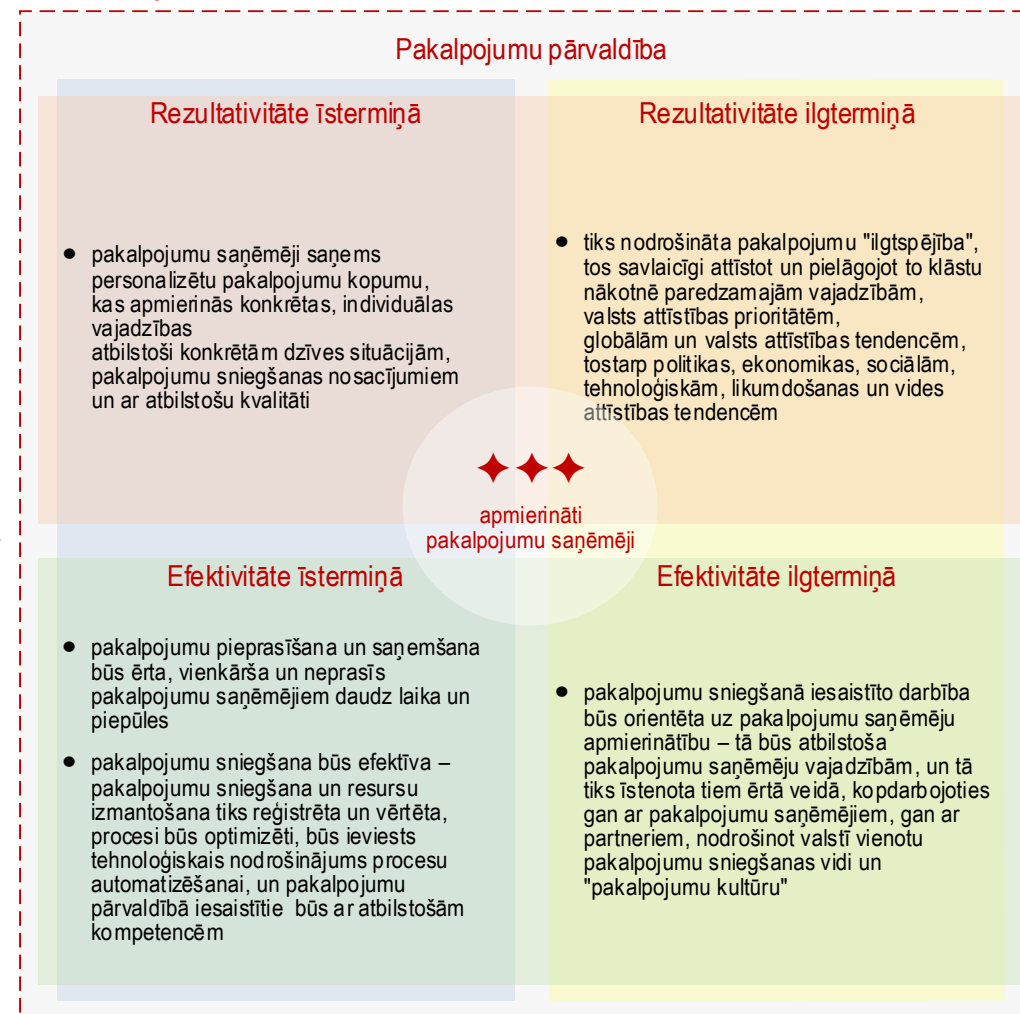 Pakalpojumu pārvaldība
Rezultativitāte īstermiņā
• pakalpojumu saņēmēji saņems
personalizētu pakalpojumu kopumu,
kas apmierinās konkrētas, individuālas
vajadzības
atbilstoši konkrētām dzīves situācijām,
pakalpojumu sniegšanas nosacījumiem
un ar atbilstošu kvalitāti
Rezultativitāte ilgtermiņā
• tiks nodrošināta pakalpojumu "ilgtspējība",
tos savlaicīgi attīstot un pielāgojot to klāstu
nākotnē paredzamajām vajadzībām,
valsts attīstības prioritātēm,
globālām un valsts attīstības tendencēm,
tostarp politikas, ekonomikas, sociālām,
tehnoloģiskām, likumdošanas un vides
attīstības tendencēm
apmierināti
pakalpojumu saņēmēji
Efektivitāte īstermiņā
• pakalpojumu pieprasīšana un saņemšana
būs ērta, vienkārša un neprasīs
pakalpojumu saņēmējiem daudz laika un
piepūles
• pakalpojumu sniegšana būs efektīva –
pakalpojumu sniegšana un resursu
izmantošana tiks reģistrēta un vērtēta,
procesi būs optimizēti, būs ieviests
tehnoloģiskais nodrošinājums procesu
automatizēšanai, un pakalpojumu
pārvaldībā iesaistītie būs ar atbilstošām
kompetencēm
Efektivitāte ilgtermiņā
• pakalpojumu sniegšanā iesaistīto darbība
būs orientēta uz pakalpojumu saņēmēju
apmierinātību – tā būs atbilstoša
pakalpojumu saņēmēju vajadzībām, un tā
tiks īstenota tiem ērtā veidā, kopdarbojoties
gan ar pakalpojumu saņēmējiem, gan ar
partneriem, nodrošinot valstī vienotu
pakalpojumu sniegšanas vidi un
"pakalpojumu kultūru"